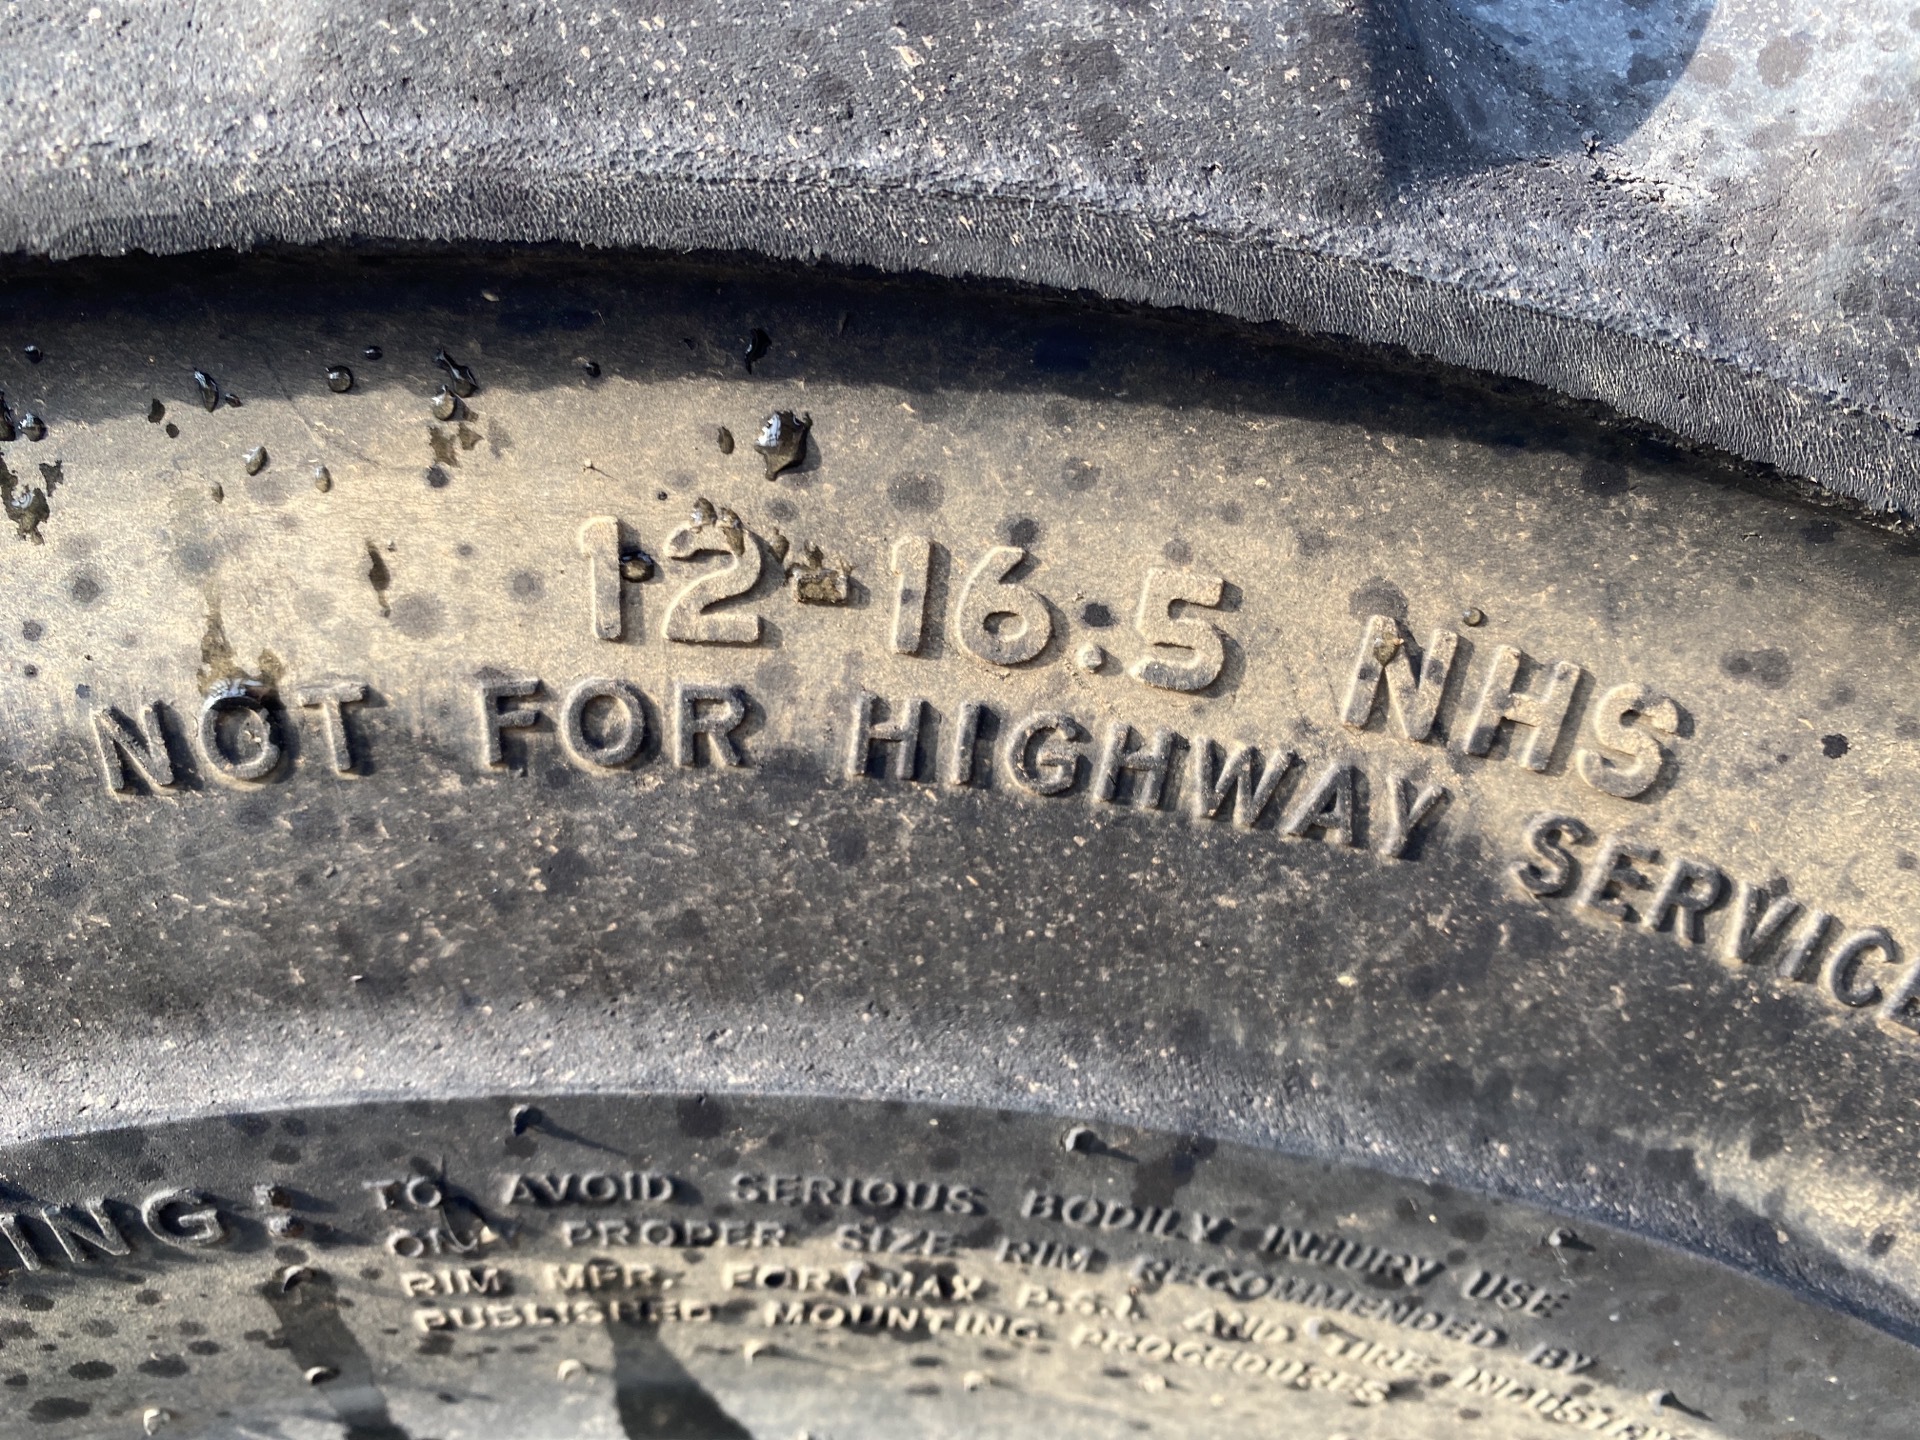 12-16.5 NHS
NOT FOR HIGHWAY SERVICE
ING: TO AVOID SERIOUS BODILY INJURY USE
ONLY PROPER SIZE RIM RECOMMENDED BY
RIM MFR. FOR MAX P.S.I. AND TIRE INDUSTRY
PUBLISHED MOUNTING PROCEDURES